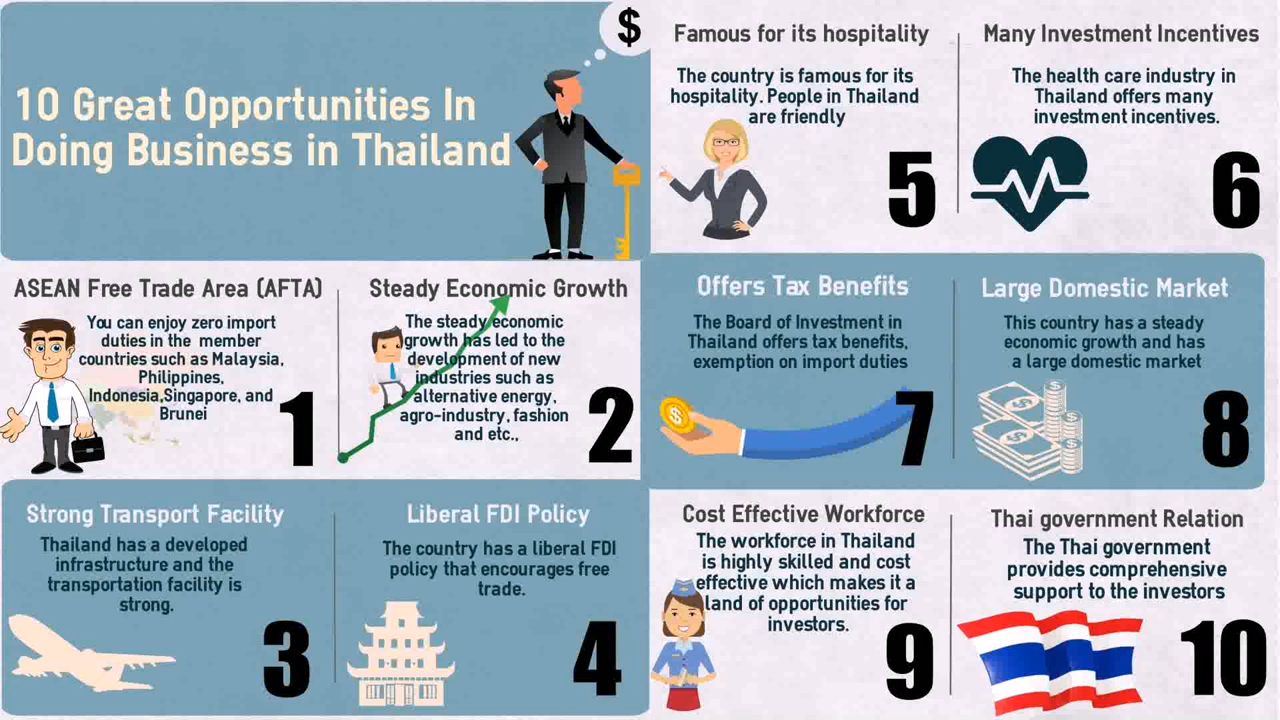 $
10 Great Opportunities In
Doing Business in Thailand
ASEAN Free Trade Area (AFTA)
You can enjoy zero import
duties in the member
countries such as Malaysia,
Philippines,
Indonesia,Singapore, and
Brunei
1
Steady Economic Growth
The steady economic
growth has led to the
development of new
industries such as
alternative energy,
agro-industry, fashion
and etc.,
2
Strong Transport Facility
Thailand has a developed
infrastructure and the
transportation facility is
strong.
3
Liberal FDI Policy
The country has a liberal FDI
policy that encourages free
trade.
4
Famous for its hospitality
The country is famous for its
hospitality. People in Thailand
are friendly
5
Many Investment Incentives
The health care industry in
Thailand offers many
investment incentives.
6
Offers Tax Benefits
The Board of Investment in
Thailand offers tax benefits,
exemption on import duties
$
7
Large Domestic Market
This country has a steady
economic growth and has
a large domestic market
8
Cost Effective Workforce
The workforce in Thailand
is highly skilled and cost
effective which makes it a
land of opportunities for
investors.
9
Thai government Relation
The Thai government
provides comprehensive
support to the investors
10